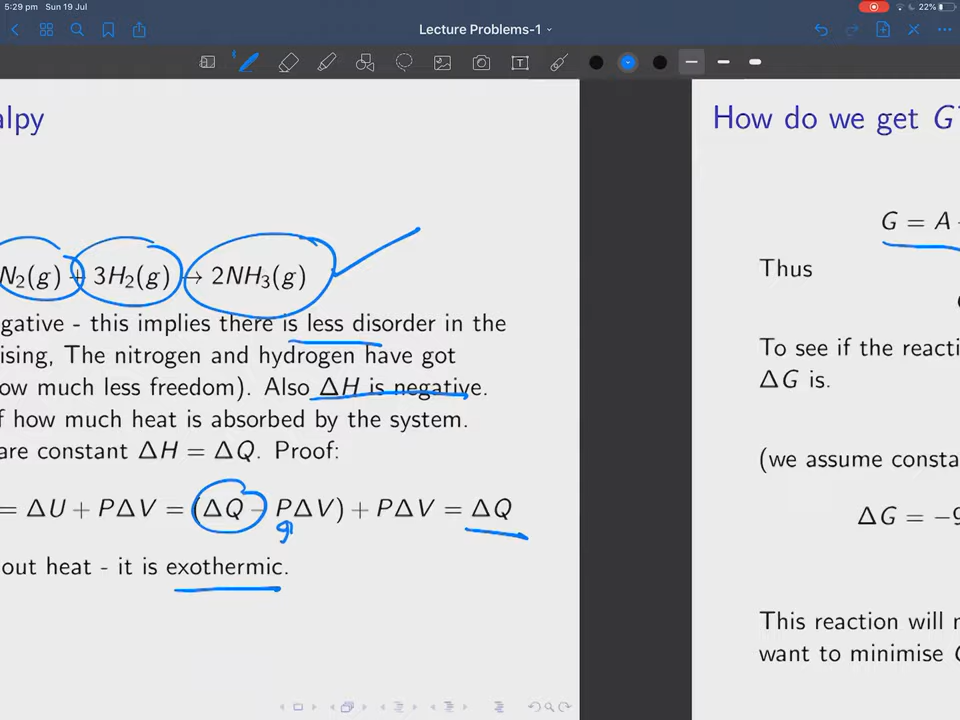 5:29 pm Sun 19 Jul
22%
Lecture Problems-1
alpy
N₂(g) + 3H₂(g) → 2NH₃(g)
gative - this implies there is less disorder in the
ising, The nitrogen and hydrogen have got
ow much less freedom). Also ΔH is negative.
f how much heat is absorbed by the system.
are constant ΔH = ΔQ. Proof:
= ΔU + PΔV = (ΔQ − PΔV) + PΔV = ΔQ
out heat - it is exothermic.
How do we get G
G = A
Thus
To see if the reacti
ΔG is.
(we assume consta
ΔG = −9
This reaction will
want to minimise